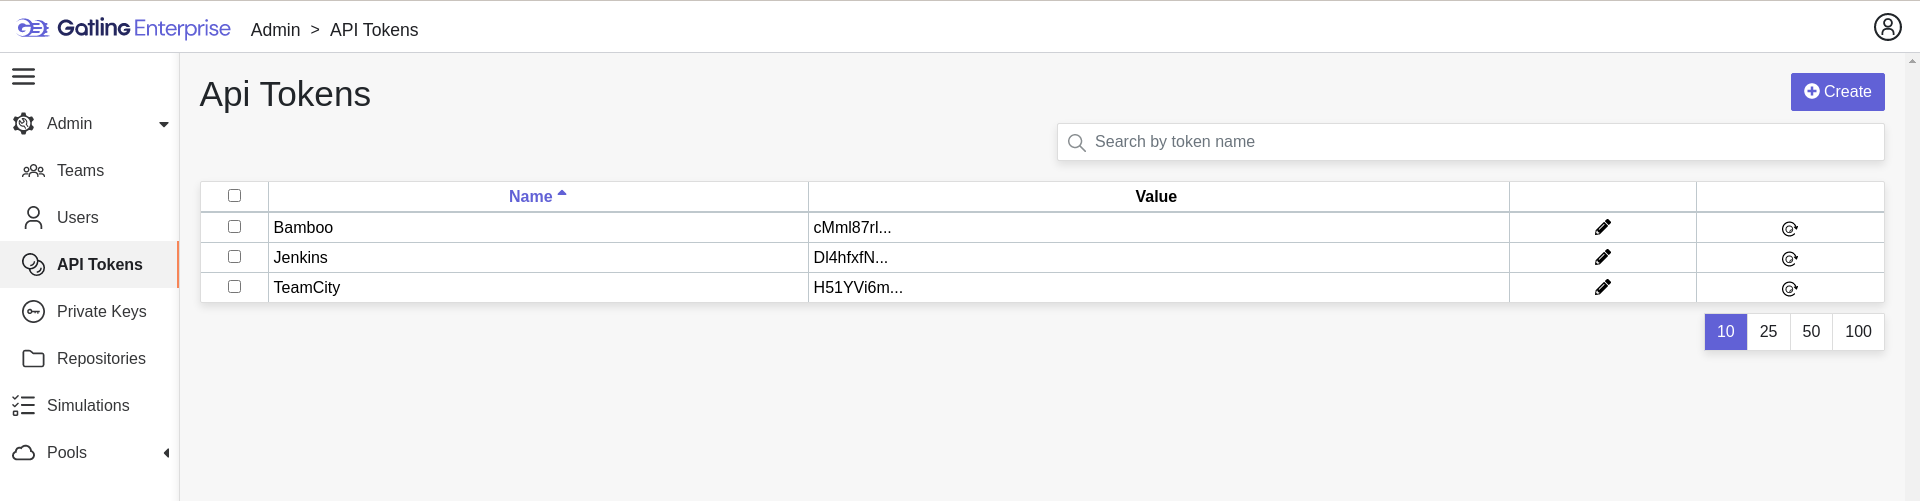 Gatling Enterprise Admin > API Tokens
Api Tokens
Create
Search by token name
Admin
Teams
Users
API Tokens
Private Keys
Repositories
Simulations
Pools
Name Value
Bamboo cMml87rl...
Jenkins Dl4hfxfN...
TeamCity H51YVi6m...
10 25 50 100